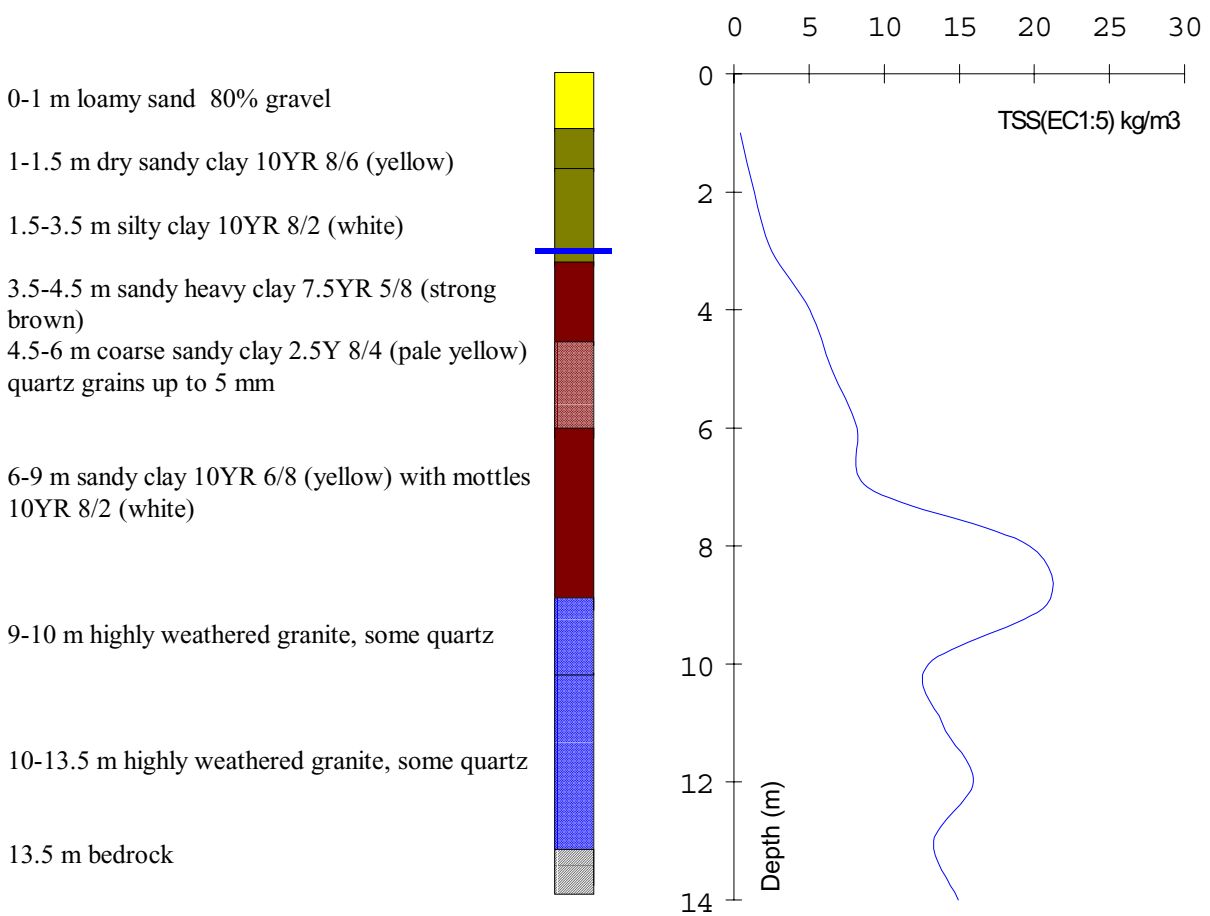 0 5 10 15 20 25 30
0
TSS(EC1:5) kg/m3
0-1 m loamy sand 80% gravel
1-1.5 m dry sandy clay 10YR 8/6 (yellow)
2
1.5-3.5 m silty clay 10YR 8/2 (white)
3.5-4.5 m sandy heavy clay 7.5YR 5/8 (strong
brown)
4
4.5-6 m coarse sandy clay 2.5Y 8/4 (pale yellow)
quartz grains up to 5 mm
6
6-9 m sandy clay 10YR 6/8 (yellow) with mottles
10YR 8/2 (white)
8
9-10 m highly weathered granite, some quartz
10
10-13.5 m highly weathered granite, some quartz
12
Depth (m)
13.5 m bedrock
14